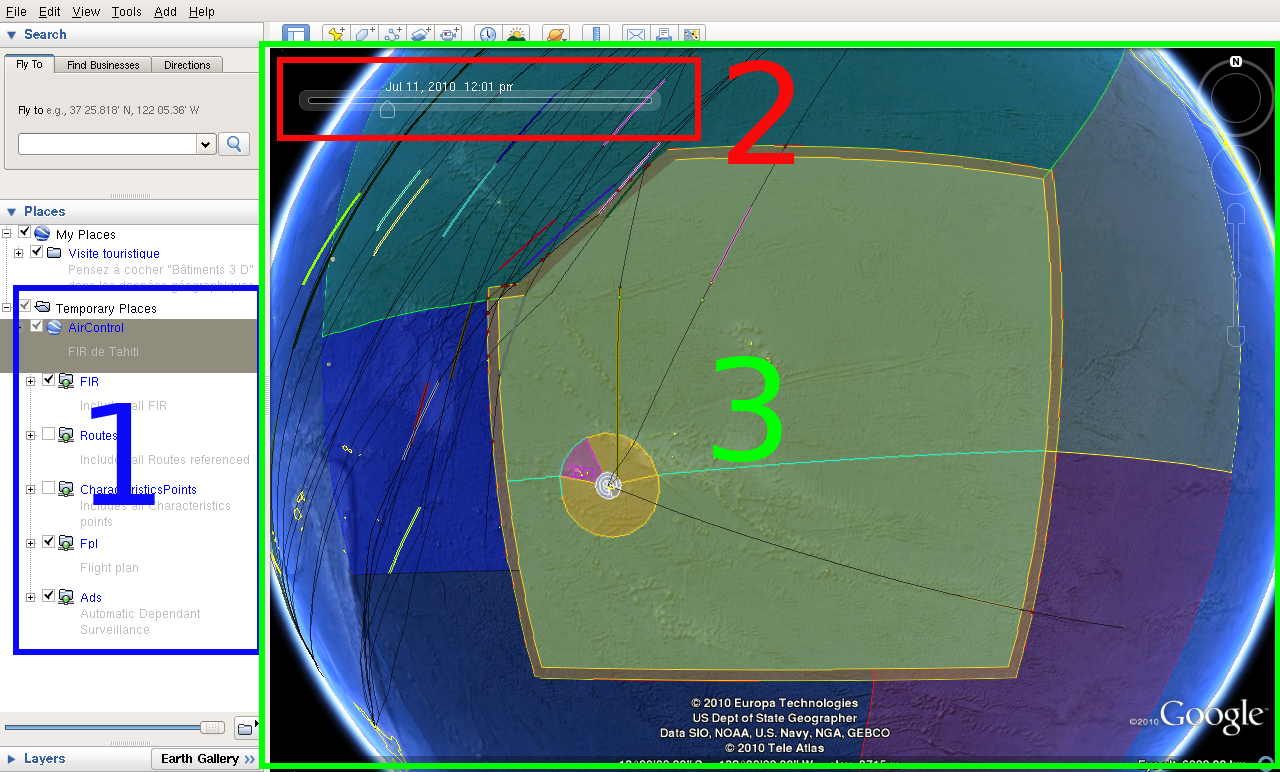 File Edit View Tools Add Help
Search
Fly To Find Businesses Directions
Fly to e.g., 37 25.818' N, 122 05.36' W
Places
My Places
Visite touristique
Pensez à cocher "Bâtiments 3 D"
dans les données géographiques
Temporary Places
AirControl
FIR de Tahiti
FIR
Includes all FIR
Routes
Includes all Routes referenced
CharacteristicsPoints
Includes all Characteristics
points
Fpl
Flight plan
Ads
Automatic Dependant
Surveillance
1
Layers
Earth Gallery »
Jul 11, 2010 12:01 pm
2
N
3
© 2010 Europa Technologies
US Dept of State Geographer
Data SIO, NOAA, U.S. Navy, NGA, GEBCO
© 2010 Tele Atlas
©2010 Google™